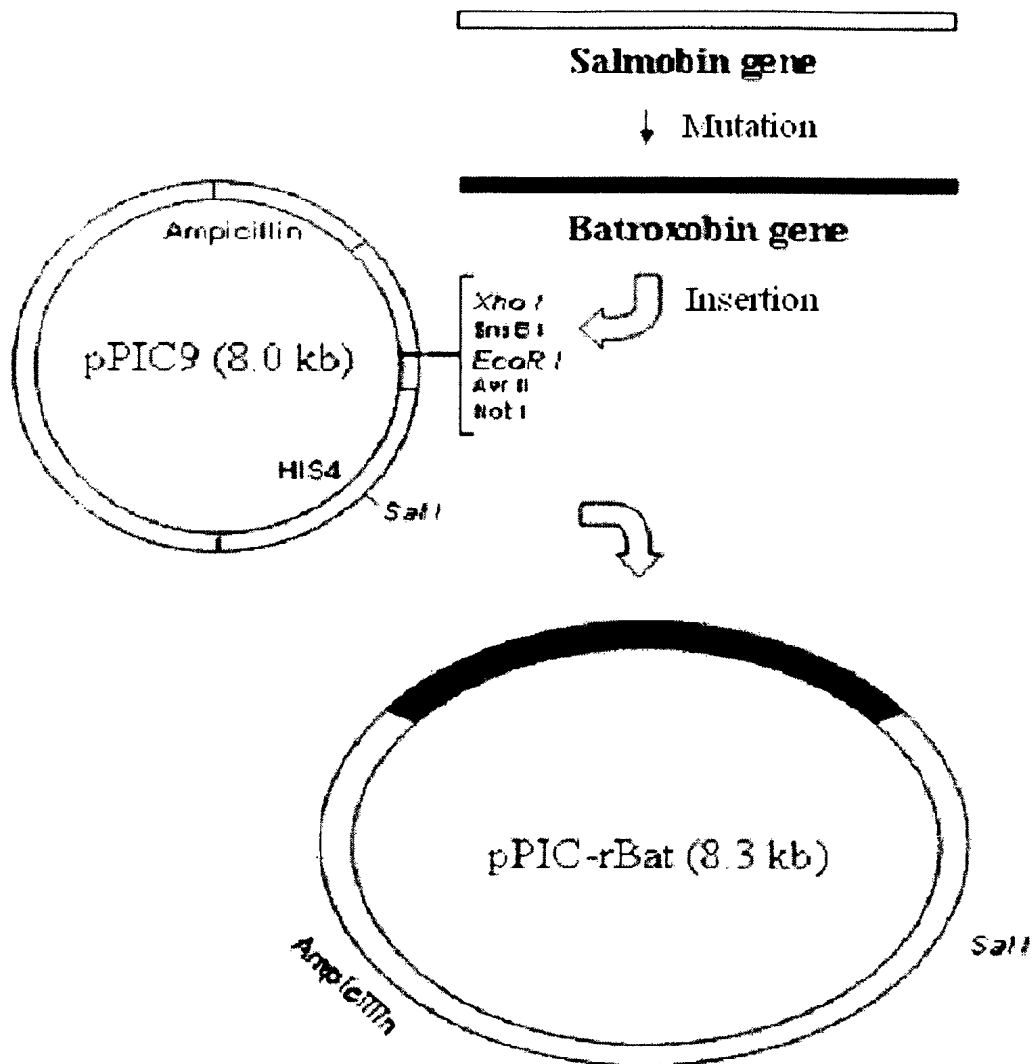 Salmobin gene
Mutation
Batroxobin gene
Insertion
Ampicillin
pPIC9 (8.0 kb)
Xho I
SnaB I
EcoR I
Avr II
Not I
HIS4
Sal I
pPIC-rBat (8.3 kb)
Ampicillin
Sal I